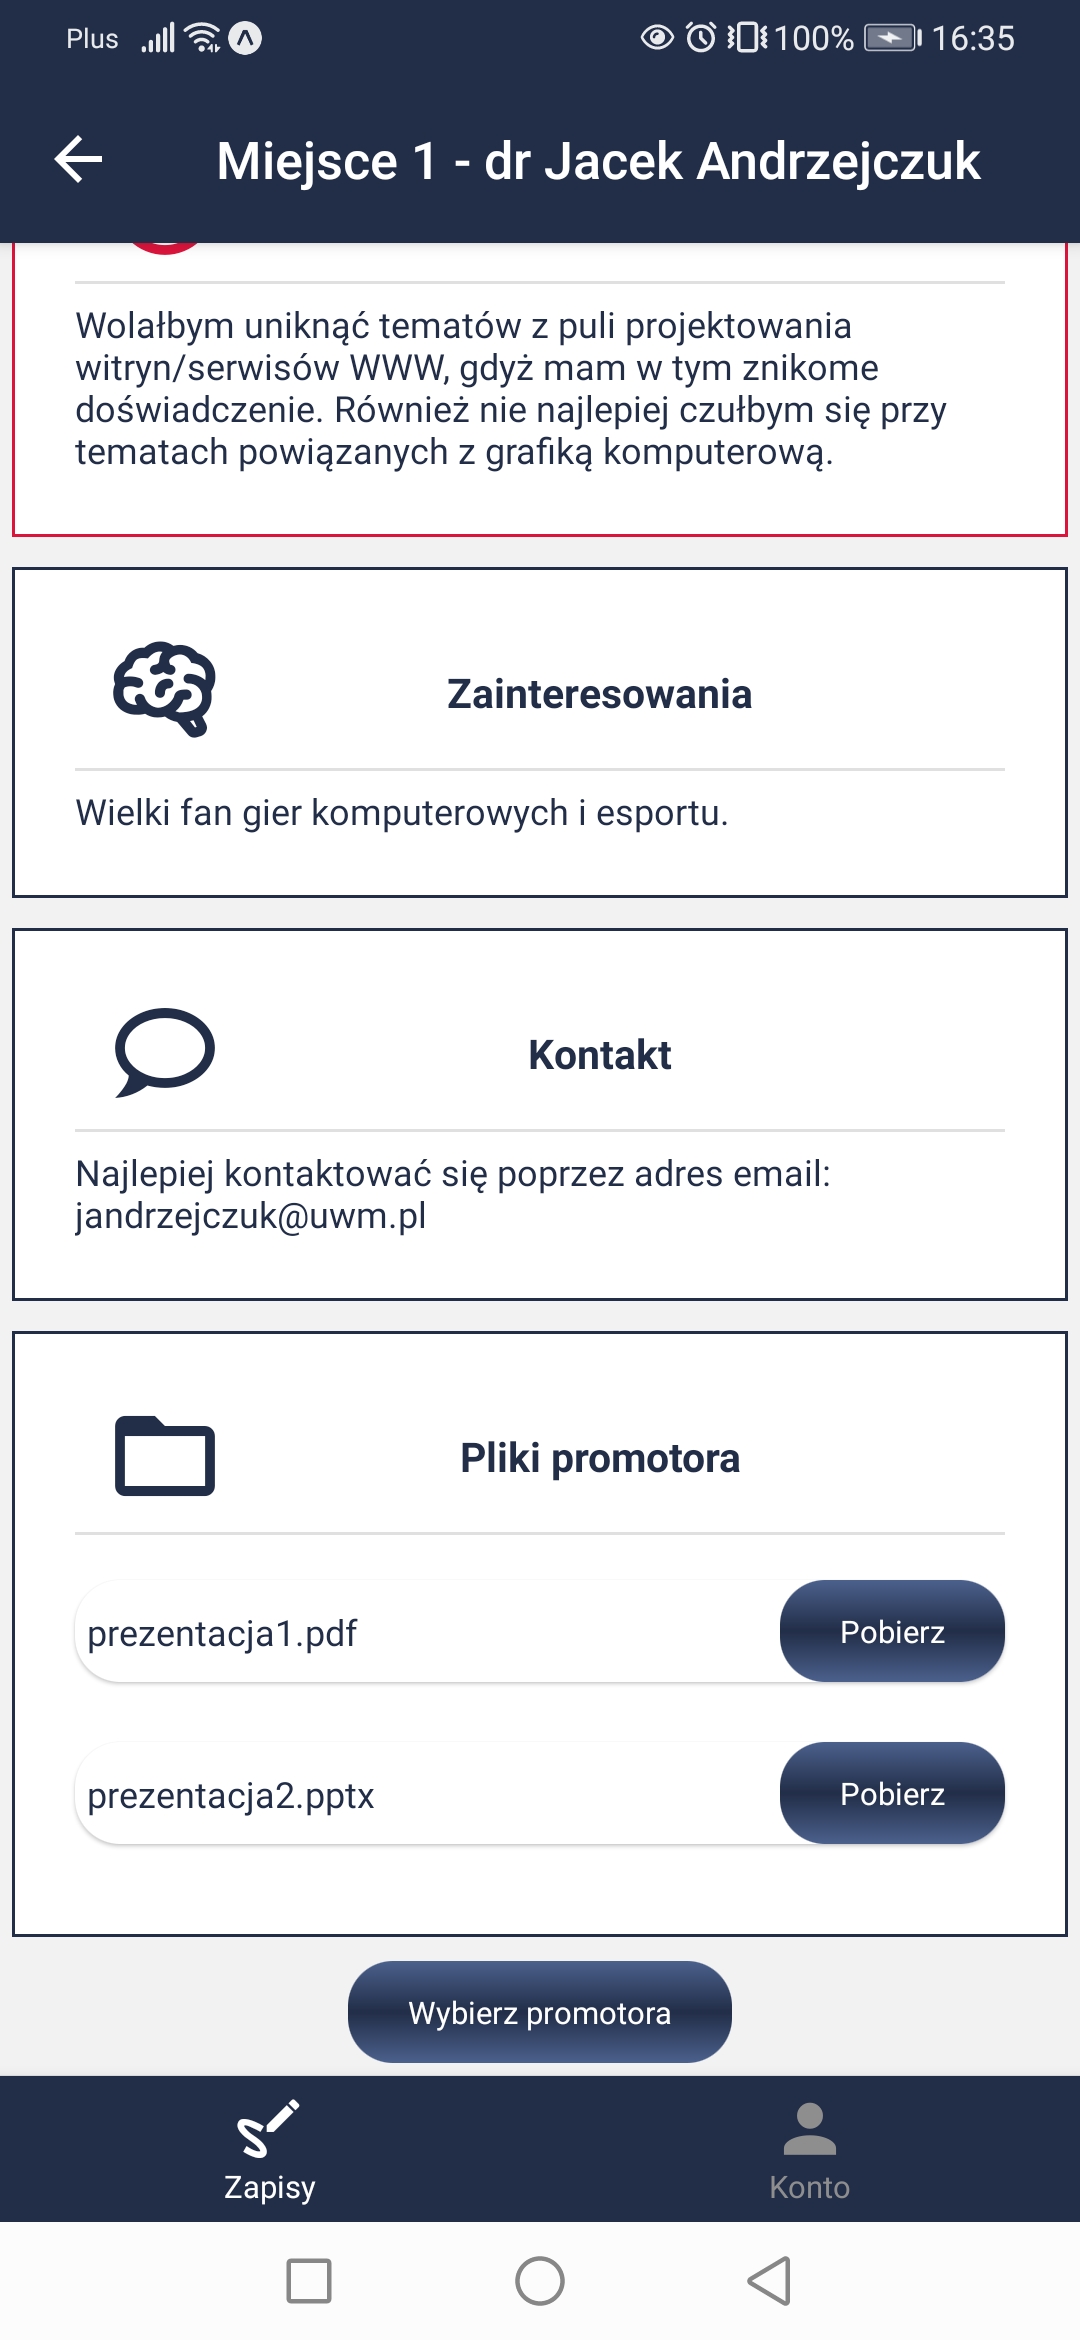 Plus 100% 16:35
Miejsce 1 - dr Jacek Andrzejczuk
Wolałbym uniknąć tematów z puli projektowania
witryn/serwisów WWW, gdyż mam w tym znikome
doświadczenie. Również nie najlepiej czułbym się przy
tematach powiązanych z grafiką komputerową.
Zainteresowania
Wielki fan gier komputerowych i esportu.
Kontakt
Najlepiej kontaktować się poprzez adres email:
jandrzejczuk@uwm.pl
Pliki promotora
prezentacja1.pdf Pobierz
prezentacja2.pptx Pobierz
Wybierz promotora
Zapisy Konto